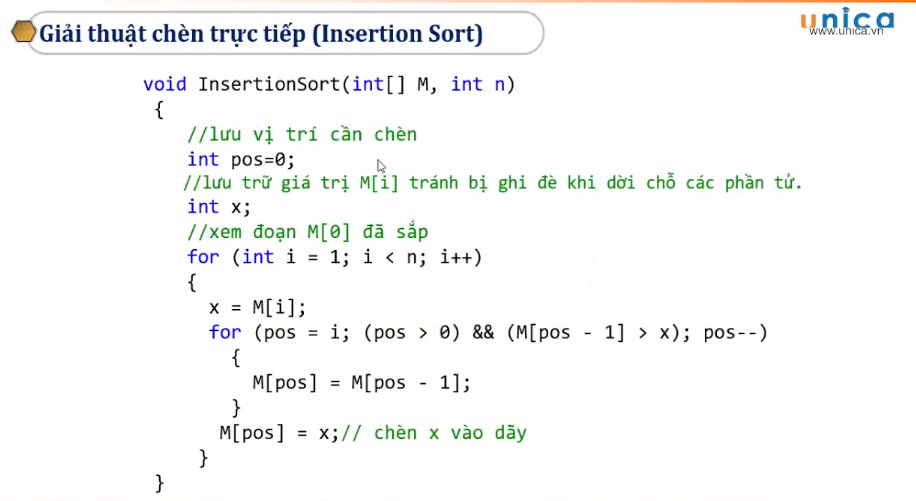 Giải thuật chèn trực tiếp (Insertion Sort)
unica
www.unica.vn
void InsertionSort(int[] M, int n)
{
//lưu vị trí cần chèn
int pos=0;
//lưu trữ giá trị M[i] tránh bị ghi đè khi dời chỗ các phần tử.
int x;
//xem đoạn M[0] đã sắp
for (int i = 1; i < n; i++)
{
x = M[i];
for (pos = i; (pos > 0) && (M[pos - 1] > x); pos--)
{
M[pos] = M[pos - 1];
}
M[pos] = x;// chèn x vào dãy
}
}